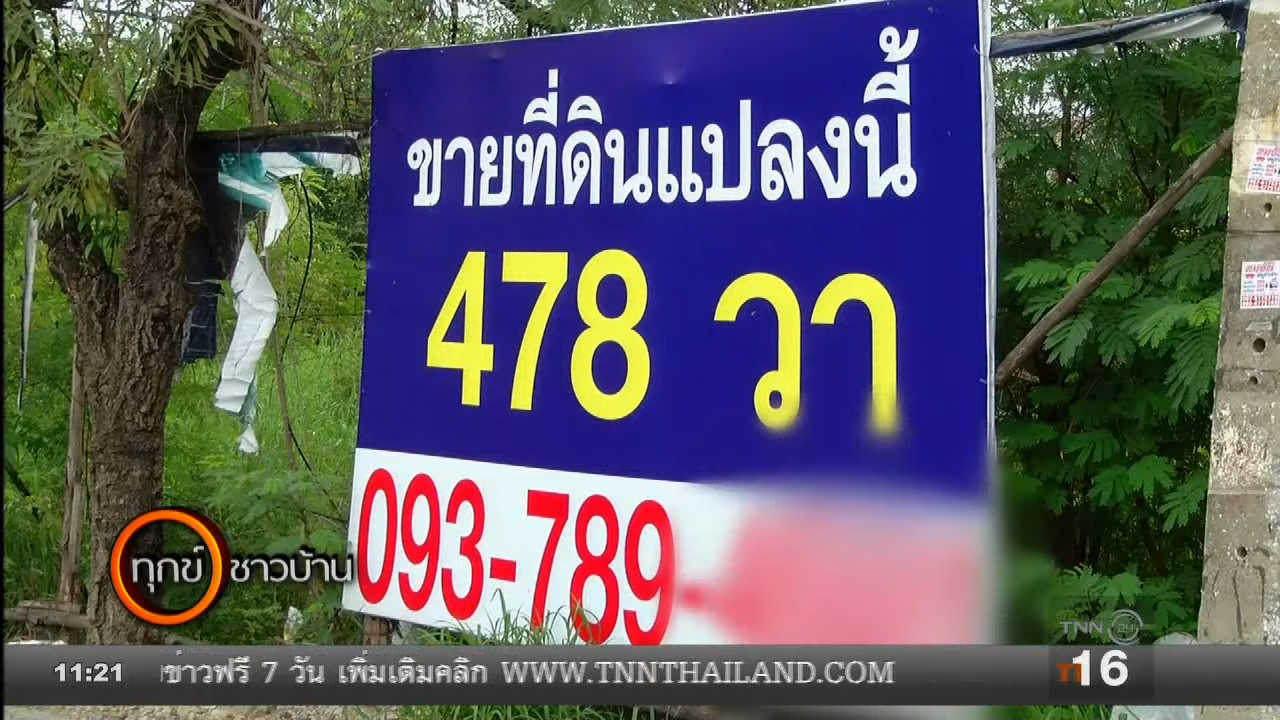 ขายที่ดินแปลงนี้
478 วา
093-789-
ทุกข์ ชาวบ้าน
TNN 24
11:21 ข่าวฟรี 7 วัน เพิ่มเติมคลิก WWW.TNNTHAILAND.COM
16